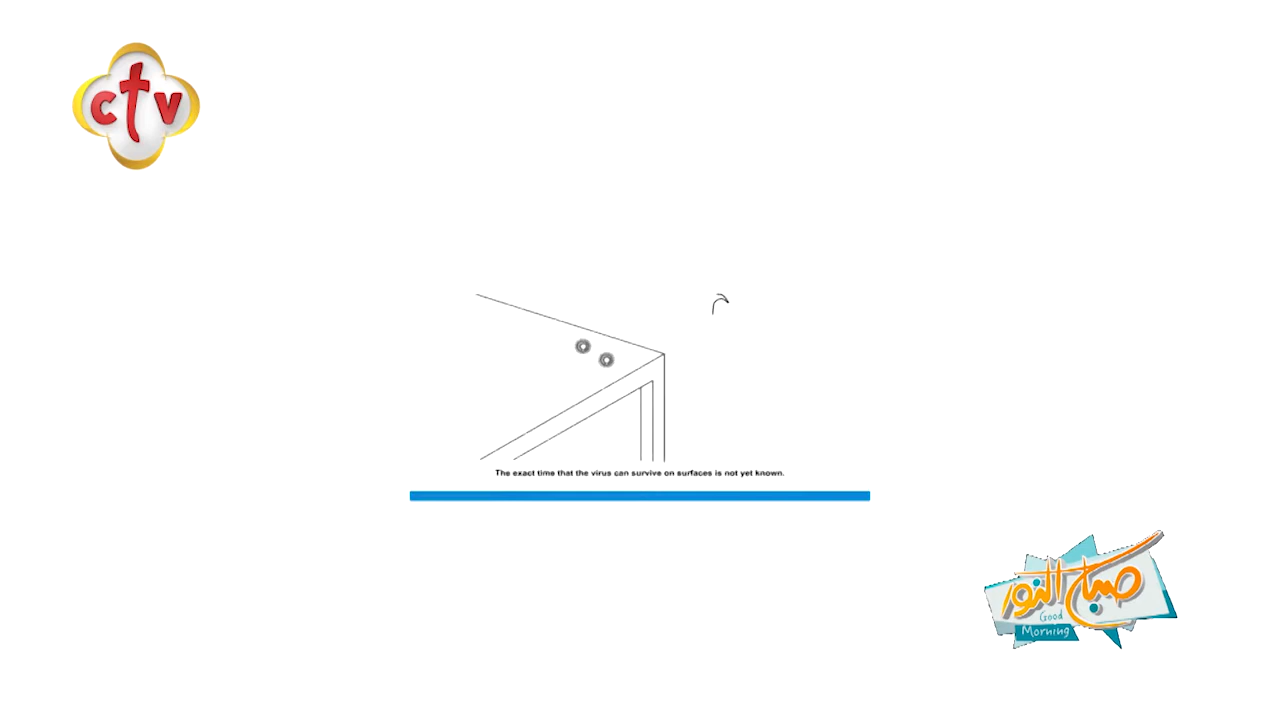 ctv
The exact time that the virus can survive on surfaces is not yet known.
صباح النور
Good
Morning